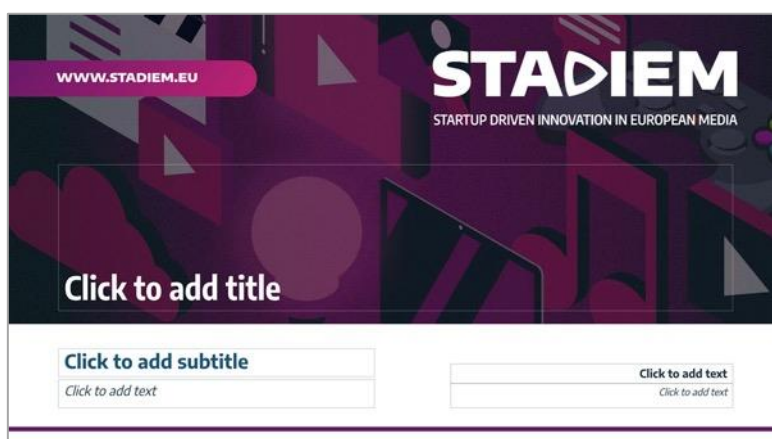 WWW.STADIEM.EU
STADIEM
STARTUP DRIVEN INNOVATION IN EUROPEAN MEDIA
Click to add title
Click to add subtitle
Click to add text
Click to add text
Click to add text